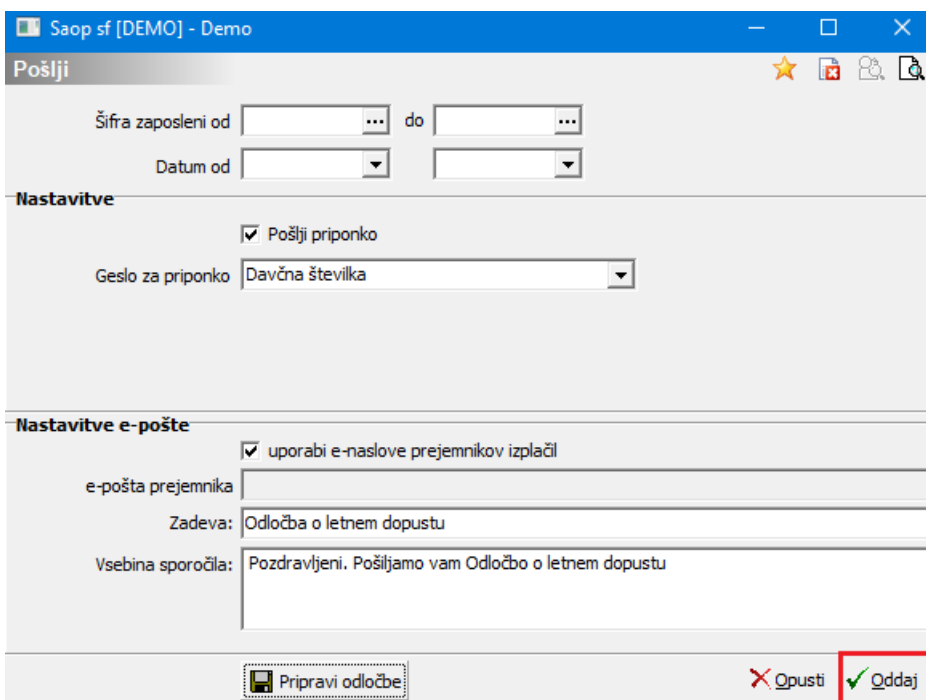 Saop sf [DEMO] - Demo
Pošlji
Šifra zaposleni od ... do ...
Datum od
Nastavitve
Pošlji priponko
Geslo za priponko Davčna številka
Nastavitve e-pošte
uporabi e-naslove prejemnikov izplačil
e-pošta prejemnika
Zadeva: Odločba o letnem dopustu
Vsebina sporočila: Pozdravljeni. Pošiljamo vam Odločbo o letnem dopustu
Pripravi odločbe Opusti Oddaj